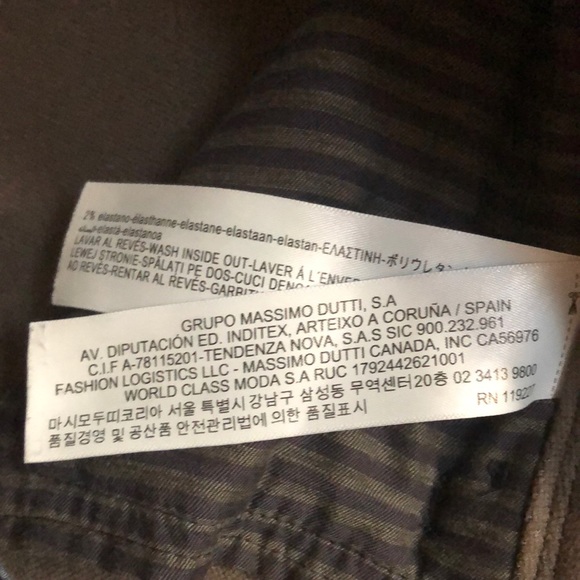 2% elastano-élasthanne-elastane-elastaan-elastan-ΕΛΑΣΤΙΝΗ-ポリウレタン
elastà-elastanoa
LAVAR AL REVÉS-WASH INSIDE OUT-LAVER Á L´ENVE
STRONIE-SPĂLAȚI PE DOS-CUCI
AO REVÉS-RENTAR AL REVÉS-
GRUPO MASSIMO DUTTI, S.A
AV. DIPUTACIÓN ED. INDITEX, ARTEIXO A CORUÑA / SPAIN
C.I.F A-78115201-TENDENZA NOVA, S.A.S SIC 900.232.961
FASHION LOGISTICS LLC - MASSIMO DUTTI CANADA, INC CA56976
WORLD CLASS MODA S.A RUC 1792442621001
마시모두띠코리아 서울 특별시 강남구 삼성동 무역센터20층 02 3413 9800
품질경영 및 공산품 안전관리법에 의한 품질표시
RN 119207